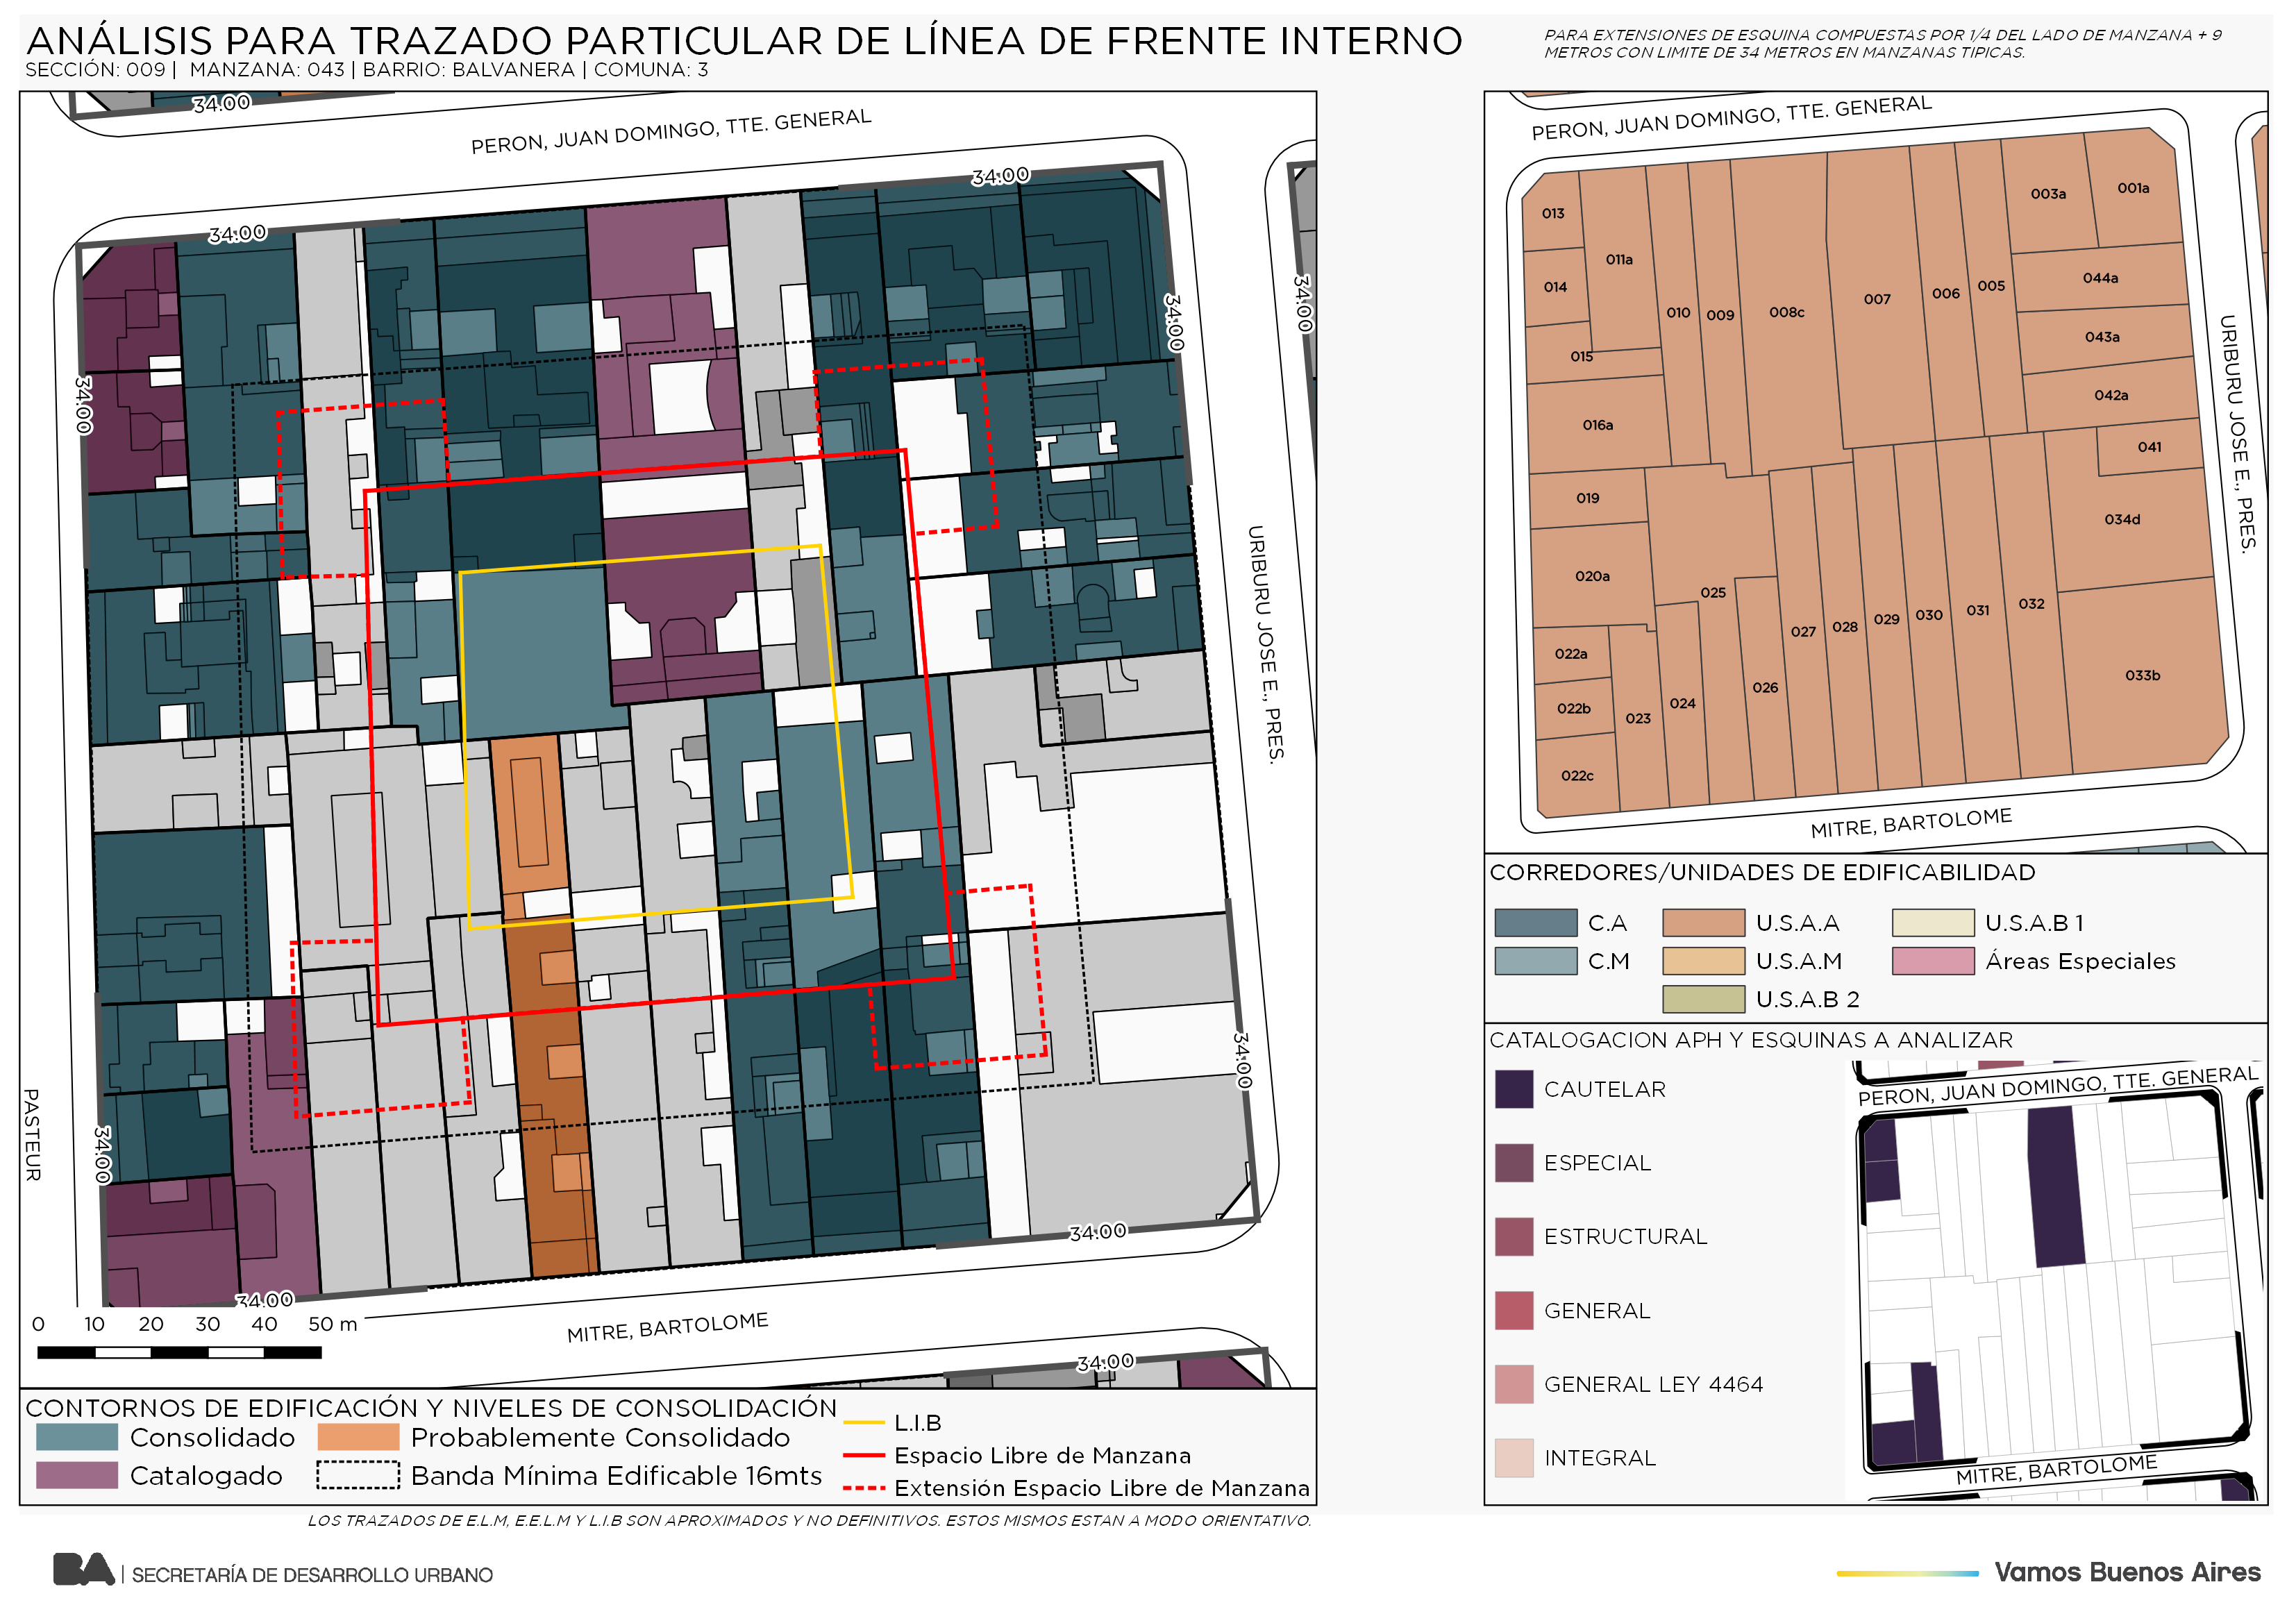 ANÁLISIS PARA TRAZADO PARTICULAR DE LÍNEA DE FRENTE INTERNO
SECCIÓN: 009 | MANZANA: 043 | BARRIO: BALVANERA | COMUNA: 3
PARA EXTENSIONES DE ESQUINA COMPUESTAS POR 1/4 DEL LADO DE MANZANA + 9
METROS CON LIMITE DE 34 METROS EN MANZANAS TIPICAS.
34.00
PERON, JUAN DOMINGO, TTE. GENERAL
34.00
34.00
34.00
34.00
34.00
URIBURU JOSE E., PRES.
PASTEUR
34.00
34.00
34.00
34.00
0 10 20 30 40 50 m
MITRE, BARTOLOME
34.00
CONTORNOS DE EDIFICACIÓN Y NIVELES DE CONSOLIDACIÓN
Consolidado
Probablemente Consolidado
Catalogado
Banda Mínima Edificable 16mts
L.I.B
Espacio Libre de Manzana
Extensión Espacio Libre de Manzana
PERON, JUAN DOMINGO, TTE. GENERAL
013
011a
014
015
016a
010
009
008c
007
006
005
003a
001a
044a
043a
042a
041
019
020a
025
034d
022a
022b
022c
023
024
026
027
028
029
030
031
032
033b
URIBURU JOSE E., PRES.
MITRE, BARTOLOME
CORREDORES/UNIDADES DE EDIFICABILIDAD
C.A
U.S.A.A
U.S.A.B 1
C.M
U.S.A.M
Áreas Especiales
U.S.A.B 2
CATALOGACION APH Y ESQUINAS A ANALIZAR
CAUTELAR
ESPECIAL
ESTRUCTURAL
GENERAL
GENERAL LEY 4464
INTEGRAL
PERON, JUAN DOMINGO, TTE. GENERAL
MITRE, BARTOLOME
LOS TRAZADOS DE E.L.M, E.E.L.M Y L.I.B SON APROXIMADOS Y NO DEFINITIVOS. ESTOS MISMOS ESTAN A MODO ORIENTATIVO.
BA | SECRETARÍA DE DESARROLLO URBANO
Vamos Buenos Aires